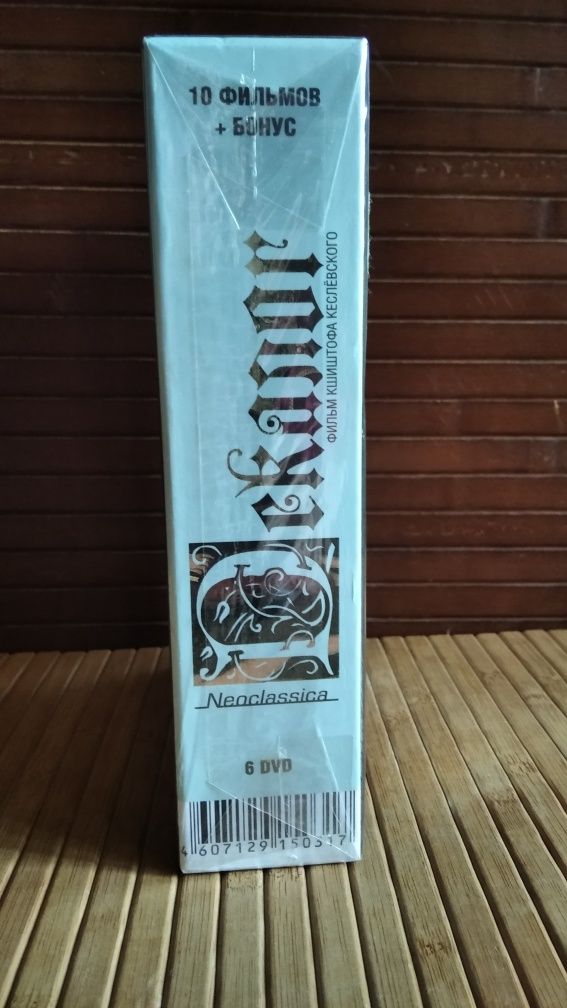 10 ФИЛЬМОВ
+ БОНУС
Декалог
ФИЛЬМ КШИШТОФА КЕСЛЁВСКОГО
Neoclassica
6 DVD
4 607129 150317